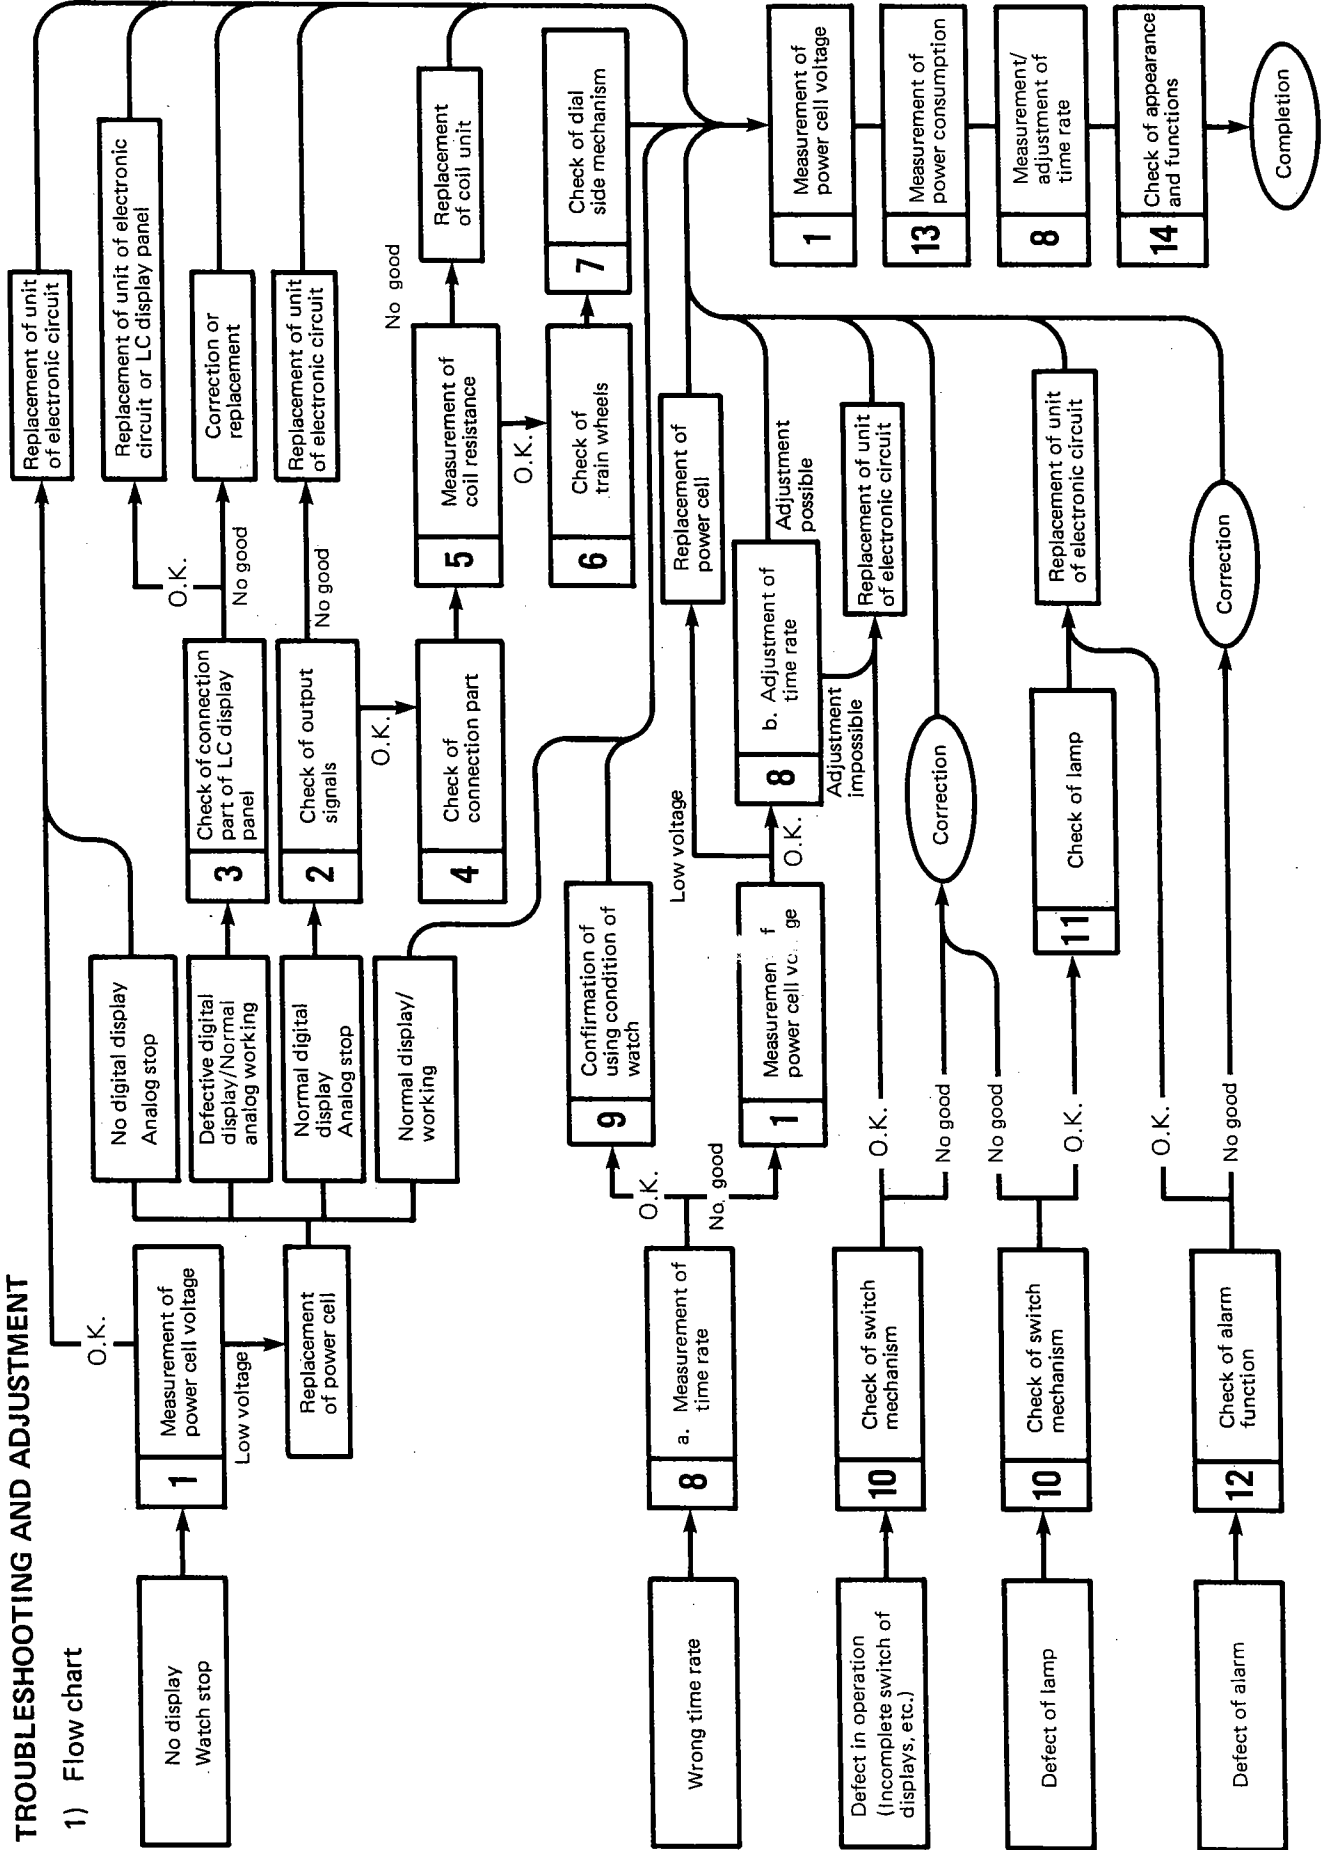 TROUBLESHOOTING AND ADJUSTMENT
1) Flow chart
No display
Watch stop
1
Measurement of
power cell voltage
O.K.
Low voltage
Replacement
of power cell
No digital display
Analog stop
Defective digital
display/Normal
analog working
Normal digital
display
Analog stop
Normal display/
working
3
Check of connection
part of LC display
panel
O.K.
No good
2
Check of output
signals
No good
O.K.
4
Check of
connection part
Replacement of unit
of electronic circuit
Replacement of unit of electronic
circuit or LC display panel
Correction or
replacement
Replacement of unit
of electronic circuit
5
Measurement of
coil resistance
No good
O.K.
Replacement
of coil unit
6
Check of
train wheels
7
Check of dial
side mechanism
Wrong time rate
8
a. Measurement of
time rate
O.K.
No good
9
Confirmation of
using condition of
watch
1
power cell
Low voltage
O.K.
Replacement of
power cell
8
b. Adjustment of
time rate
Adjustment
possible
Adjustment
impossible
Replacement of unit
of electronic circuit
Defect in operation
(Incomplete switch of
displays, etc.)
10
Check of switch
mechanism
O.K.
No good
Correction
Defect of lamp
10
Check of switch
mechanism
No good
O.K.
11
Check of lamp
Replacement of unit
of electronic circuit
Defect of alarm
12
Check of alarm
function
O.K.
No good
Correction
1
Measurement of
power cell voltage
13
Measurement of
power consumption
8
Measurement/
adjustment of
time rate
14
Check of appearance
and functions
Completion